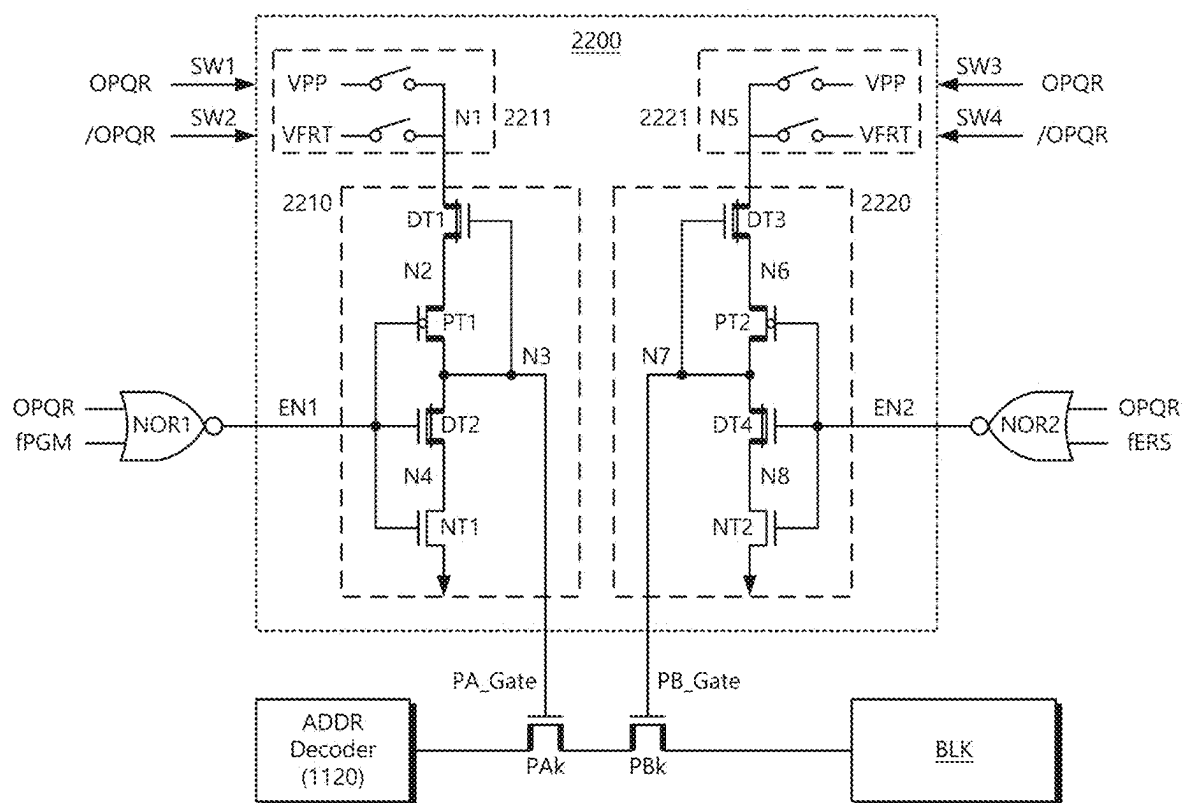 2200
OPQR
SW1
VPP
VPP
SW3
OPQR
/OPQR
SW2
VFRT
N1
2211
2221
N5
VFRT
SW4
/OPQR
2210
DT1
DT3
2220
N2
N6
PT1
PT2
N3
N7
OPQR
fPGM
NOR1
EN1
DT2
DT4
EN2
NOR2
OPQR
fERS
N4
N8
NT1
NT2
PA_Gate
PB_Gate
ADDR
Decoder
(1120)
PAk
PBk
BLK